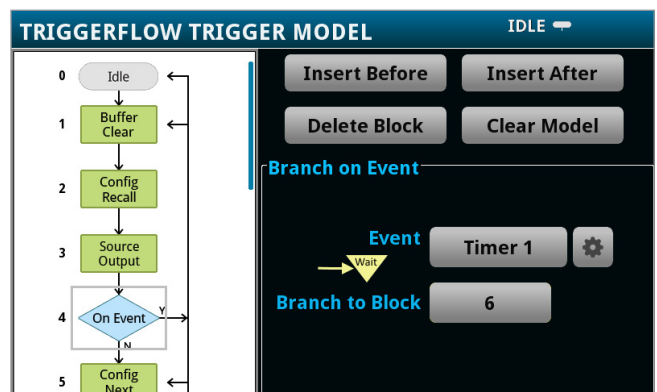 TRIGGERFLOW TRIGGER MODEL
IDLE
0
Idle
1
Buffer
Clear
2
Config
Recall
3
Source
Output
4
On Event
Y
N
5
Config
Next
Insert Before
Insert After
Delete Block
Clear Model
Branch on Event
Event
Timer 1
Wait
Branch to Block
6